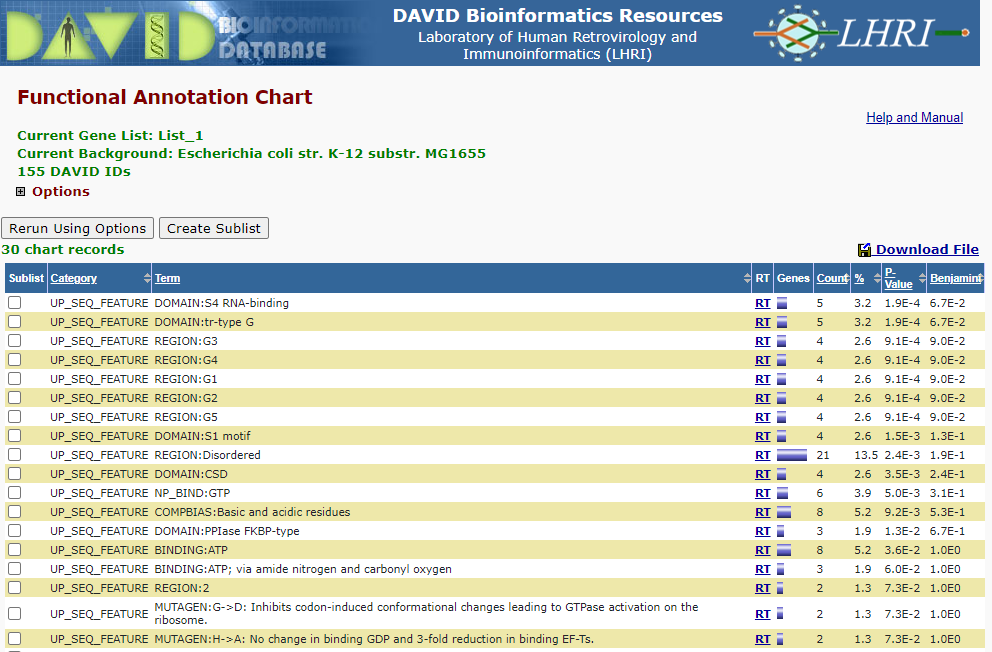 DAVID BIOINFORMATICS DATABASE
DAVID Bioinformatics Resources
Laboratory of Human Retrovirology and
Immunoinformatics (LHRI)
LHRI
Functional Annotation Chart
Help and Manual
Current Gene List: List_1
Current Background: Escherichia coli str. K-12 substr. MG1655
155 DAVID IDs
Options
Rerun Using Options Create Sublist
30 chart records
Download File
Sublist Category Term RT Genes Count % P-Value Benjamini
UP_SEQ_FEATURE DOMAIN:S4 RNA-binding RT 5 3.2 1.9E-4 6.7E-2
UP_SEQ_FEATURE DOMAIN:tr-type G RT 5 3.2 1.9E-4 6.7E-2
UP_SEQ_FEATURE REGION:G3 RT 4 2.6 9.1E-4 9.0E-2
UP_SEQ_FEATURE REGION:G4 RT 4 2.6 9.1E-4 9.0E-2
UP_SEQ_FEATURE REGION:G1 RT 4 2.6 9.1E-4 9.0E-2
UP_SEQ_FEATURE REGION:G2 RT 4 2.6 9.1E-4 9.0E-2
UP_SEQ_FEATURE REGION:G5 RT 4 2.6 9.1E-4 9.0E-2
UP_SEQ_FEATURE DOMAIN:S1 motif RT 4 2.6 1.5E-3 1.3E-1
UP_SEQ_FEATURE REGION:Disordered RT 21 13.5 2.4E-3 1.9E-1
UP_SEQ_FEATURE DOMAIN:CSD RT 4 2.6 3.5E-3 2.4E-1
UP_SEQ_FEATURE NP_BIND:GTP RT 6 3.9 5.0E-3 3.1E-1
UP_SEQ_FEATURE COMPBIAS:Basic and acidic residues RT 8 5.2 9.2E-3 5.3E-1
UP_SEQ_FEATURE DOMAIN:PPIase FKBP-type RT 3 1.9 1.3E-2 6.7E-1
UP_SEQ_FEATURE BINDING:ATP RT 8 5.2 3.6E-2 1.0E0
UP_SEQ_FEATURE BINDING:ATP; via amide nitrogen and carbonyl oxygen RT 3 1.9 6.0E-2 1.0E0
UP_SEQ_FEATURE REGION:2 RT 2 1.3 7.3E-2 1.0E0
UP_SEQ_FEATURE MUTAGEN:G->D: Inhibits codon-induced conformational changes leading to GTPase activation on the
ribosome. RT 2 1.3 7.3E-2 1.0E0
UP_SEQ_FEATURE MUTAGEN:H->A: No change in binding GDP and 3-fold reduction in binding EF-Ts. RT 2 1.3 7.3E-2 1.0E0